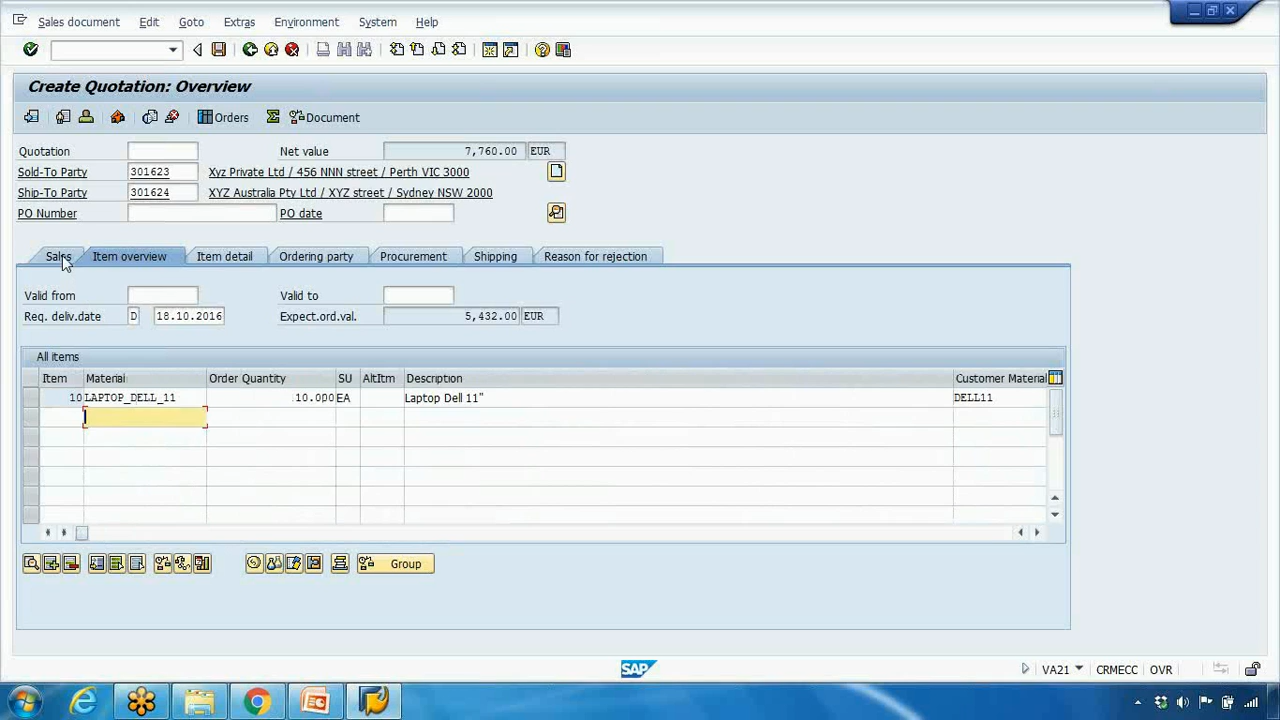 Sales document Edit Goto Extras Environment System Help
Create Quotation: Overview
Orders Document
Quotation Net value 7,760.00 EUR
Sold-To Party 301623 Xyz Private Ltd / 456 NNN street / Perth VIC 3000
Ship-To Party 301624 XYZ Australia Pty Ltd / XYZ street / Sydney NSW 2000
PO Number PO date
Sales Item overview Item detail Ordering party Procurement Shipping Reason for rejection
Valid from Valid to
Req. deliv.date D 18.10.2016 Expect.ord.val. 5,432.00 EUR
All items
Item Material Order Quantity SU AltItm Description Customer Material
10 LAPTOP_DELL_11 10.000 EA Laptop Dell 11" DELL11
Group
SAP
VA21 CRMECC OVR